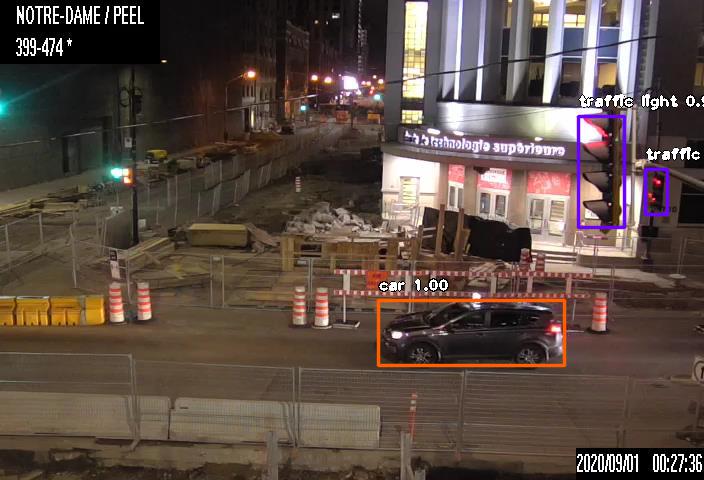 NOTRE-DAME / PEEL
399-474 *
traffic light 0.9
traffic
technologie supérieure
car 1.00
2020/09/01 00:27:36